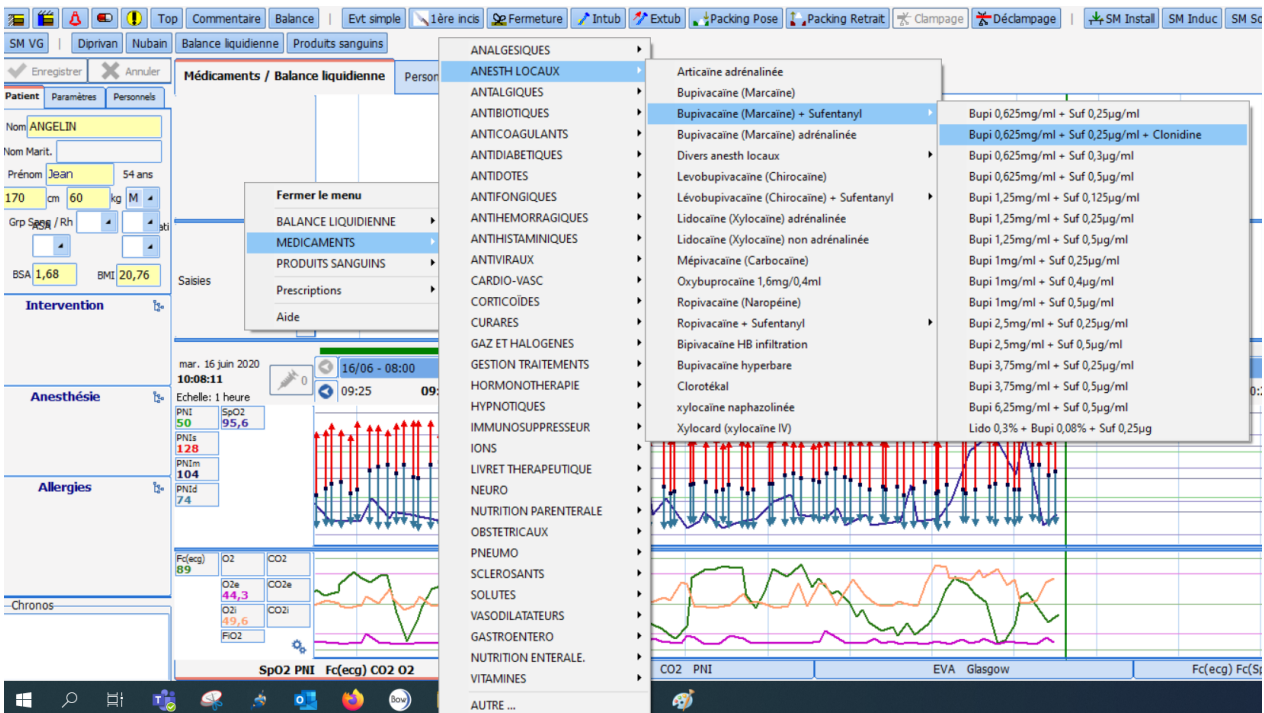 Top Commentaire Balance | Evt simple 1ère incis Fermeture Intub Extub Packing Pose Packing Retrait Clampage Déclampage | SM Install SM Induc
SM VG | Diprivan Nubain Balance liquidienne Produits sanguins
Enregistrer Annuler
Patient Paramètres Personnels
Nom ANGELIN
Nom Marit.
Prénom Jean 54 ans
170 cm 60 kg M
Grp Sang / Rh
ASA
BSA 1,68 BMI 20,76
Intervention
Anesthésie
Allergies
Chronos
Médicaments / Balance liquidienne
Saisies
Fermer le menu
BALANCE LIQUIDIENNE
MEDICAMENTS
PRODUITS SANGUINS
Prescriptions
Aide
ANALGESIQUES
ANESTH LOCAUX
ANTALGIQUES
ANTIBIOTIQUES
ANTICOAGULANTS
ANTIDIABETIQUES
ANTIDOTES
ANTIFONGIQUES
ANTIHEMORRAGIQUES
ANTIHISTAMINIQUES
ANTIVIRAUX
CARDIO-VASC
CORTICOÏDES
CURARES
GAZ ET HALOGENES
GESTION TRAITEMENTS
HORMONOTHERAPIE
HYPNOTIQUES
IMMUNOSUPPRESSEUR
IONS
LIVRET THERAPEUTIQUE
NEURO
NUTRITION PARENTERALE
OBSTETRICAUX
PNEUMO
SCLEROSANTS
SOLUTES
VASODILATATEURS
GASTROENTERO
NUTRITION ENTERALE.
VITAMINES
AUTRE ...
Articaïne adrénalinée
Bupivacaïne (Marcaïne)
Bupivacaïne (Marcaïne) + Sufentanyl
Bupivacaïne (Marcaïne) adrénalinée
Divers anesth locaux
Levobupivacaïne (Chirocaïne)
Lévobupivacaïne (Chirocaïne) + Sufentanyl
Lidocaïne (Xylocaïne) adrénalinée
Lidocaïne (Xylocaïne) non adrénalinée
Mépivacaïne (Carbocaïne)
Oxybuprocaïne 1,6mg/0,4ml
Ropivacaïne (Naropéine)
Ropivacaïne + Sufentanyl
Bipivacaïne HB infiltration
Bupivacaïne hyperbare
Clorotékal
xylocaïne naphazolinée
Xylocard (xylocaïne IV)
Bupi 0,625mg/ml + Suf 0,25µg/ml
Bupi 0,625mg/ml + Suf 0,25µg/ml + Clonidine
Bupi 0,625mg/ml + Suf 0,3µg/ml
Bupi 0,625mg/ml + Suf 0,5µg/ml
Bupi 1,25mg/ml + Suf 0,125µg/ml
Bupi 1,25mg/ml + Suf 0,25µg/ml
Bupi 1,25mg/ml + Suf 0,5µg/ml
Bupi 1mg/ml + Suf 0,25µg/ml
Bupi 1mg/ml + Suf 0,4µg/ml
Bupi 1mg/ml + Suf 0,5µg/ml
Bupi 2,5mg/ml + Suf 0,25µg/ml
Bupi 2,5mg/ml + Suf 0,5µg/ml
Bupi 3,75mg/ml + Suf 0,25µg/ml
Bupi 3,75mg/ml + Suf 0,5µg/ml
Bupi 6,25mg/ml + Suf 0,5µg/ml
Lido 0,3% + Bupi 0,08% + Suf 0,25µg
mar. 16 juin 2020
10:08:11
Echelle: 1 heure
0
16/06 - 08:00
09:25
PNI SpO2
50 95,6
PNIs
128
PNIm
104
PNId
74
Fc(ecg) O2 CO2
89
O2e CO2e
44,3
O2i CO2i
49,6
FiO2
SpO2 PNI Fc(ecg) CO2 O2
CO2 PNI
EVA Glasgow
Bow